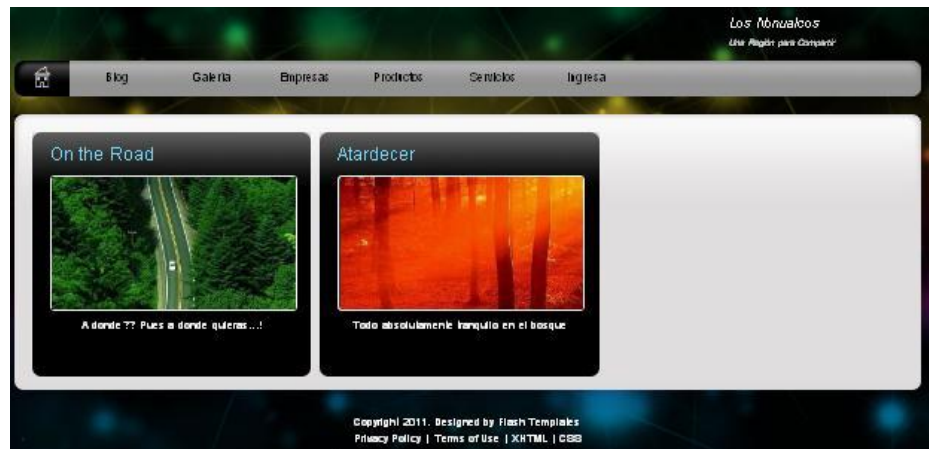 Los Nonualcos
Una Región para Compartir
Blog Galeria Empresas Productos Servicios Ingresa
On the Road Atardecer
A donde ?? Pues a donde quieras...! Todo absolutamente tranquilo en el bosque
Copyright 2011. Designed by Flash Templates
Privacy Policy | Terms of Use | XHTML | CSS